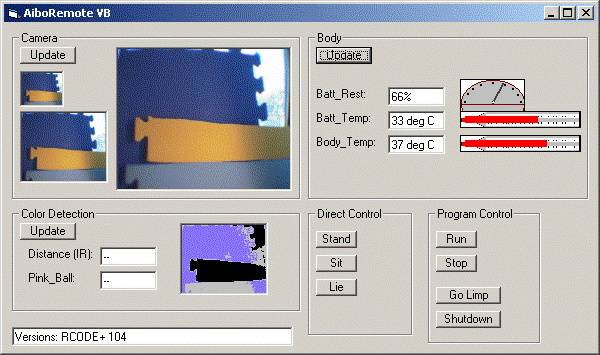 AiboRemote VB
Camera
Update
Body
Update
Batt_Rest: 66%
Batt_Temp: 33 deg C
Body_Temp: 37 deg C
Color Detection
Update
Distance (IR): --
Pink_Ball: --
Direct Control
Stand
Sit
Lie
Program Control
Run
Stop
Go Limp
Shutdown
Versions: RCODE+ 104